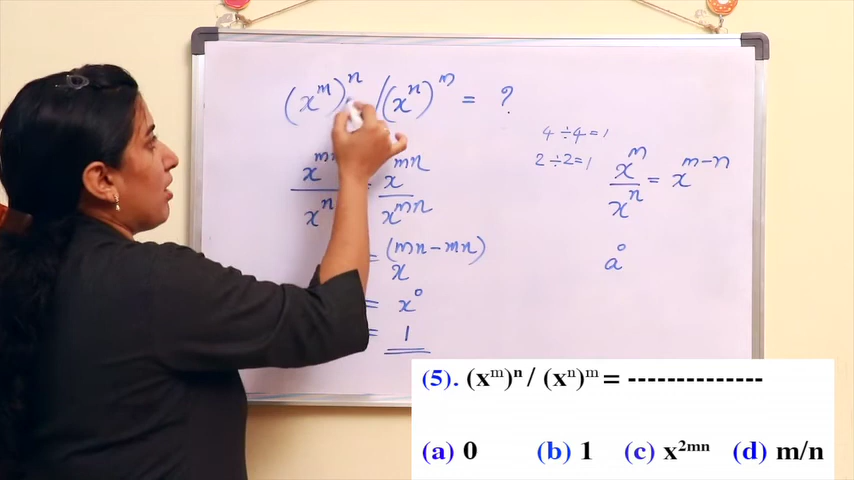 (x^m)^n / (x^n)^m = ?
4 ÷ 4 = 1
2 ÷ 2 = 1
x^m / x^n = x^(m-n)
x^m / x^n = x^mn / x^mn
= x^(mn - mn)
a^0
= x^0
= 1
(5). (x^m)^n / (x^n)^m = --------------
(a) 0 (b) 1 (c) x^2mn (d) m/n